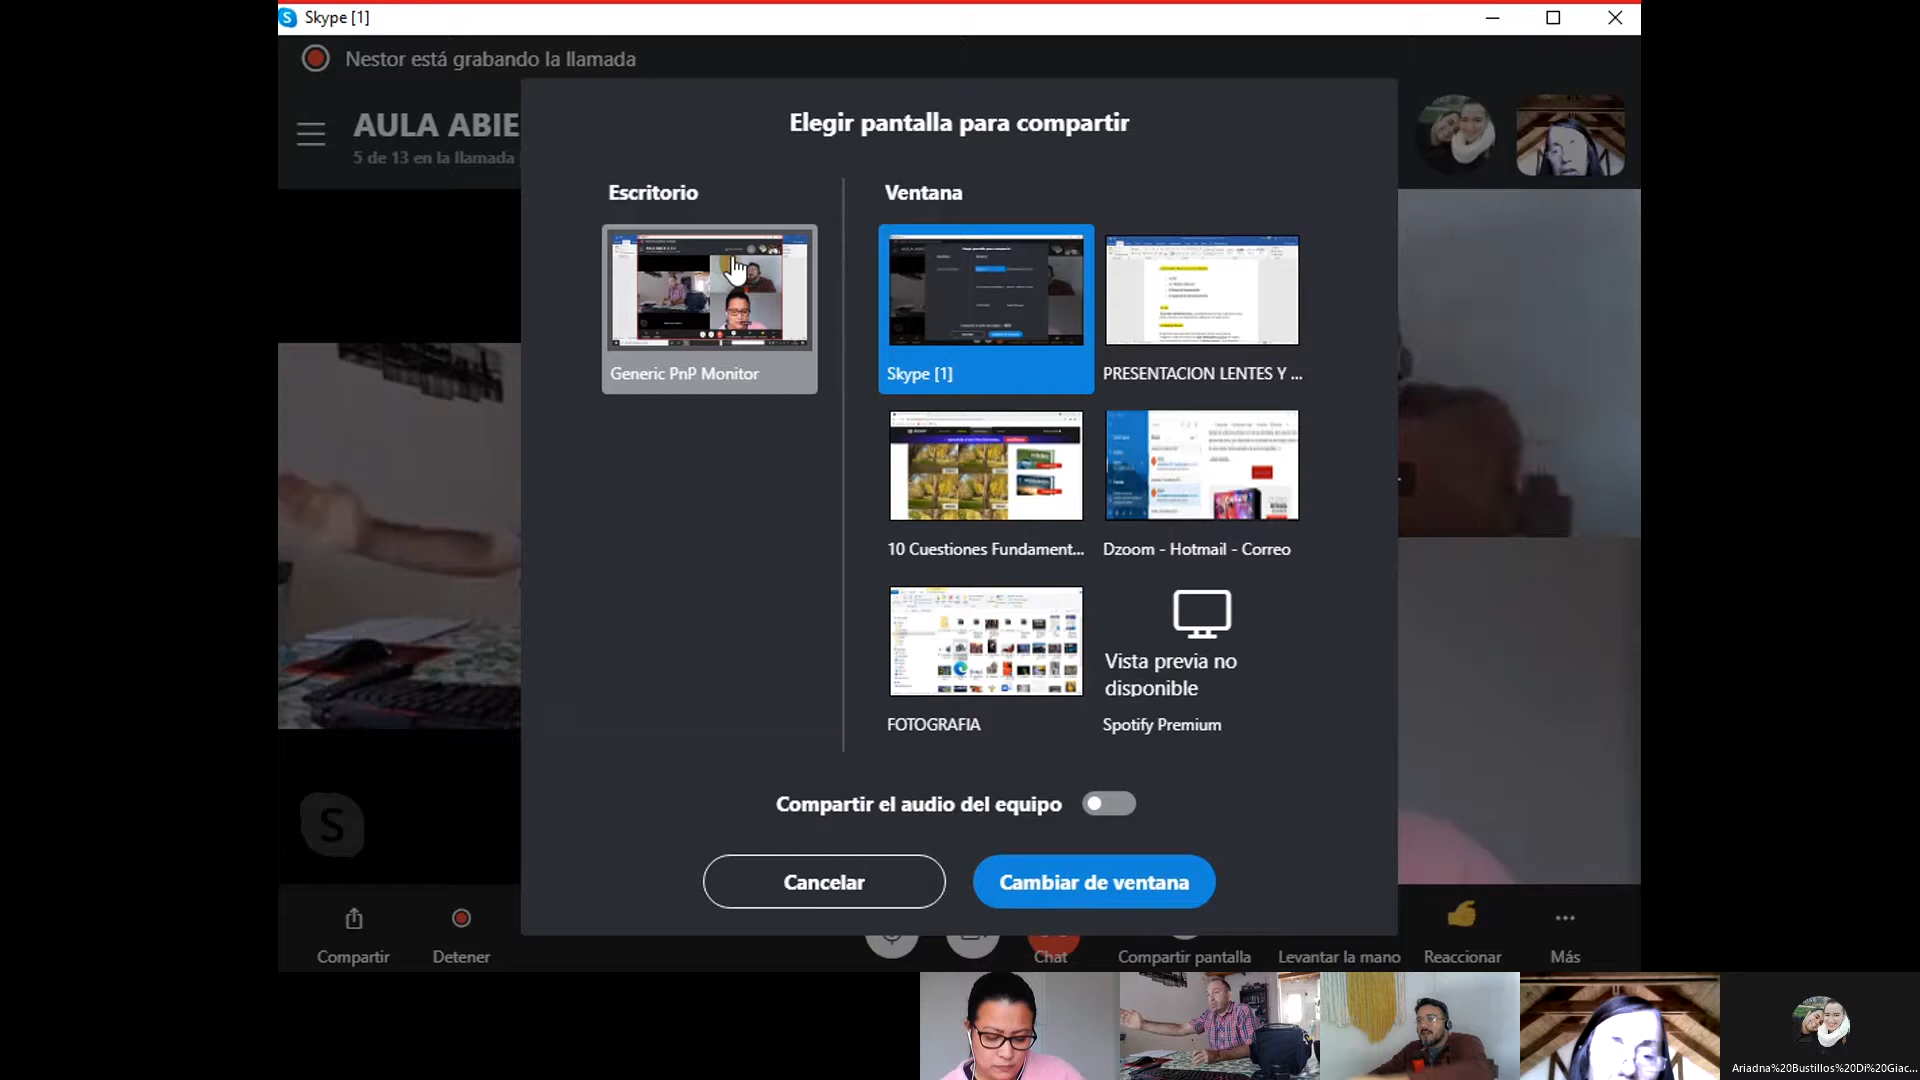 Skype [1]
Nestor está grabando la llamada
AULA ABIE
5 de 13 en la llamada
Elegir pantalla para compartir
Escritorio
Ventana
Generic PnP Monitor
Skype [1]
PRESENTACION LENTES Y ...
10 Cuestiones Fundament...
Dzoom - Hotmail - Correo
Vista previa no
disponible
FOTOGRAFIA
Spotify Premium
Compartir el audio del equipo
Cancelar
Cambiar de ventana
Compartir
Detener
Chat
Compartir pantalla
Levantar la mano
Reaccionar
Más
Ariadna%20Bustillos%20Di%20Giac...